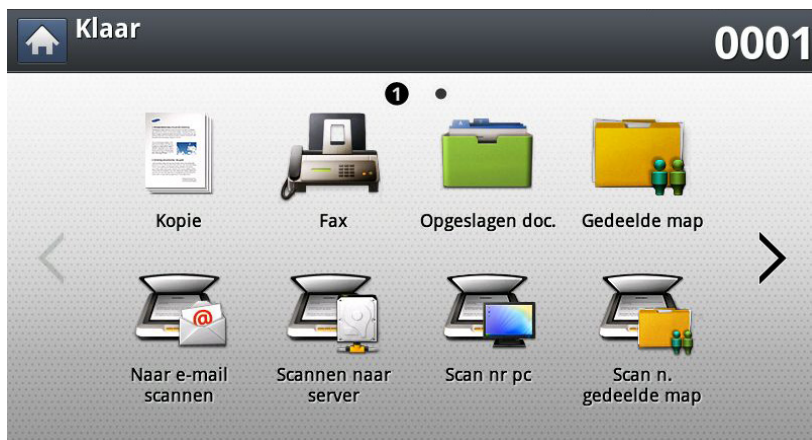 Klaar
0001
1
Kopie
Fax
Opgeslagen doc.
Gedeelde map
Naar e-mail
scannen
Scannen naar
server
Scan nr pc
Scan n.
gedeelde map